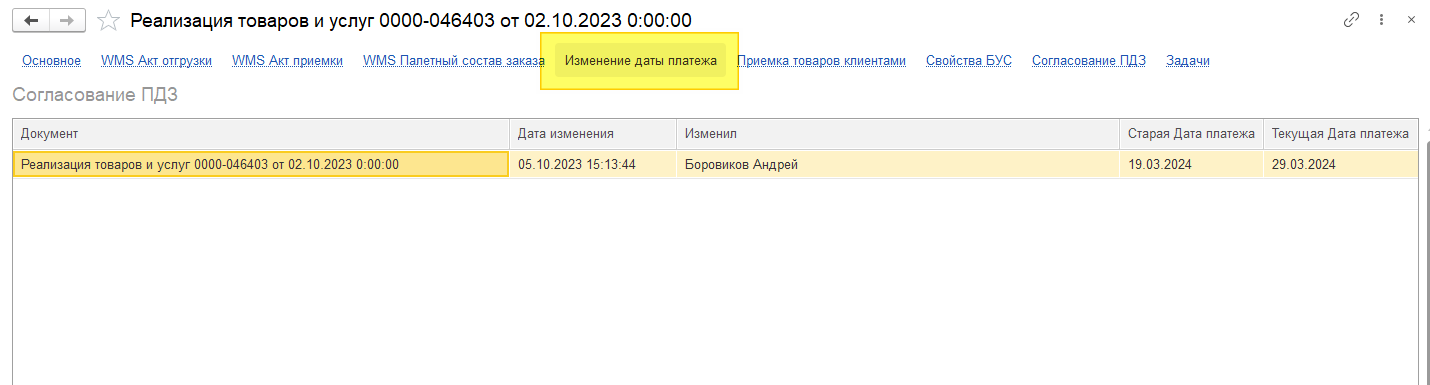 Реализация товаров и услуг 0000-046403 от 02.10.2023 0:00:00
Основное WMS Акт отгрузки WMS Акт приемки WMS Палетный состав заказа Изменение даты платежа Приемка товаров клиентами Свойства БУС Согласование ПДЗ Задачи
Согласование ПДЗ
Документ Дата изменения Изменил Старая Дата платежа Текущая Дата платежа
Реализация товаров и услуг 0000-046403 от 02.10.2023 0:00:00 05.10.2023 15:13:44 Боровиков Андрей 19.03.2024 29.03.2024